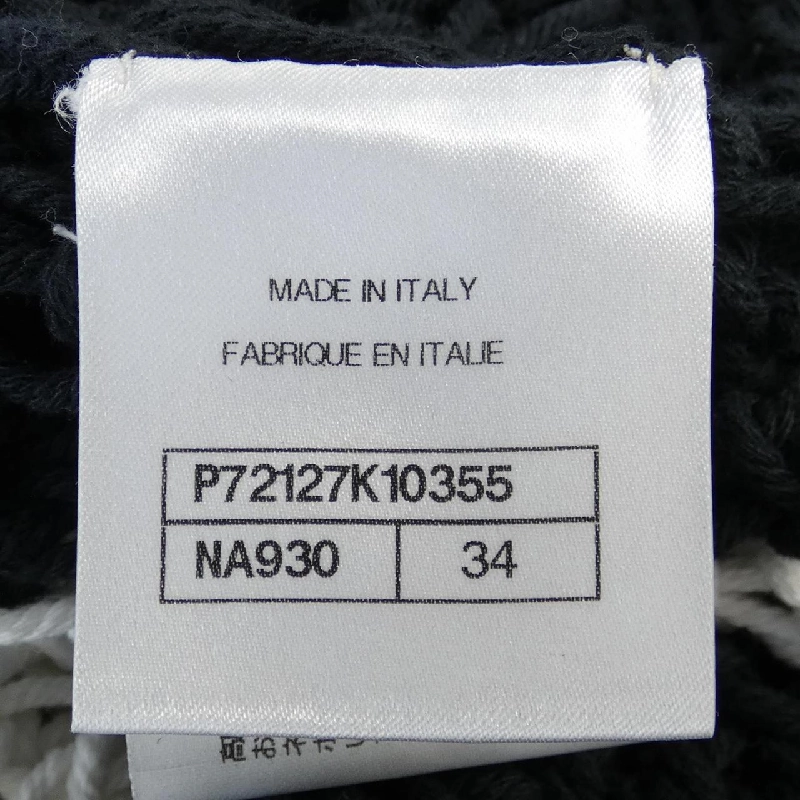 MADE IN ITALY
FABRIQUE EN ITALIE
P72127K10355
NA930 34